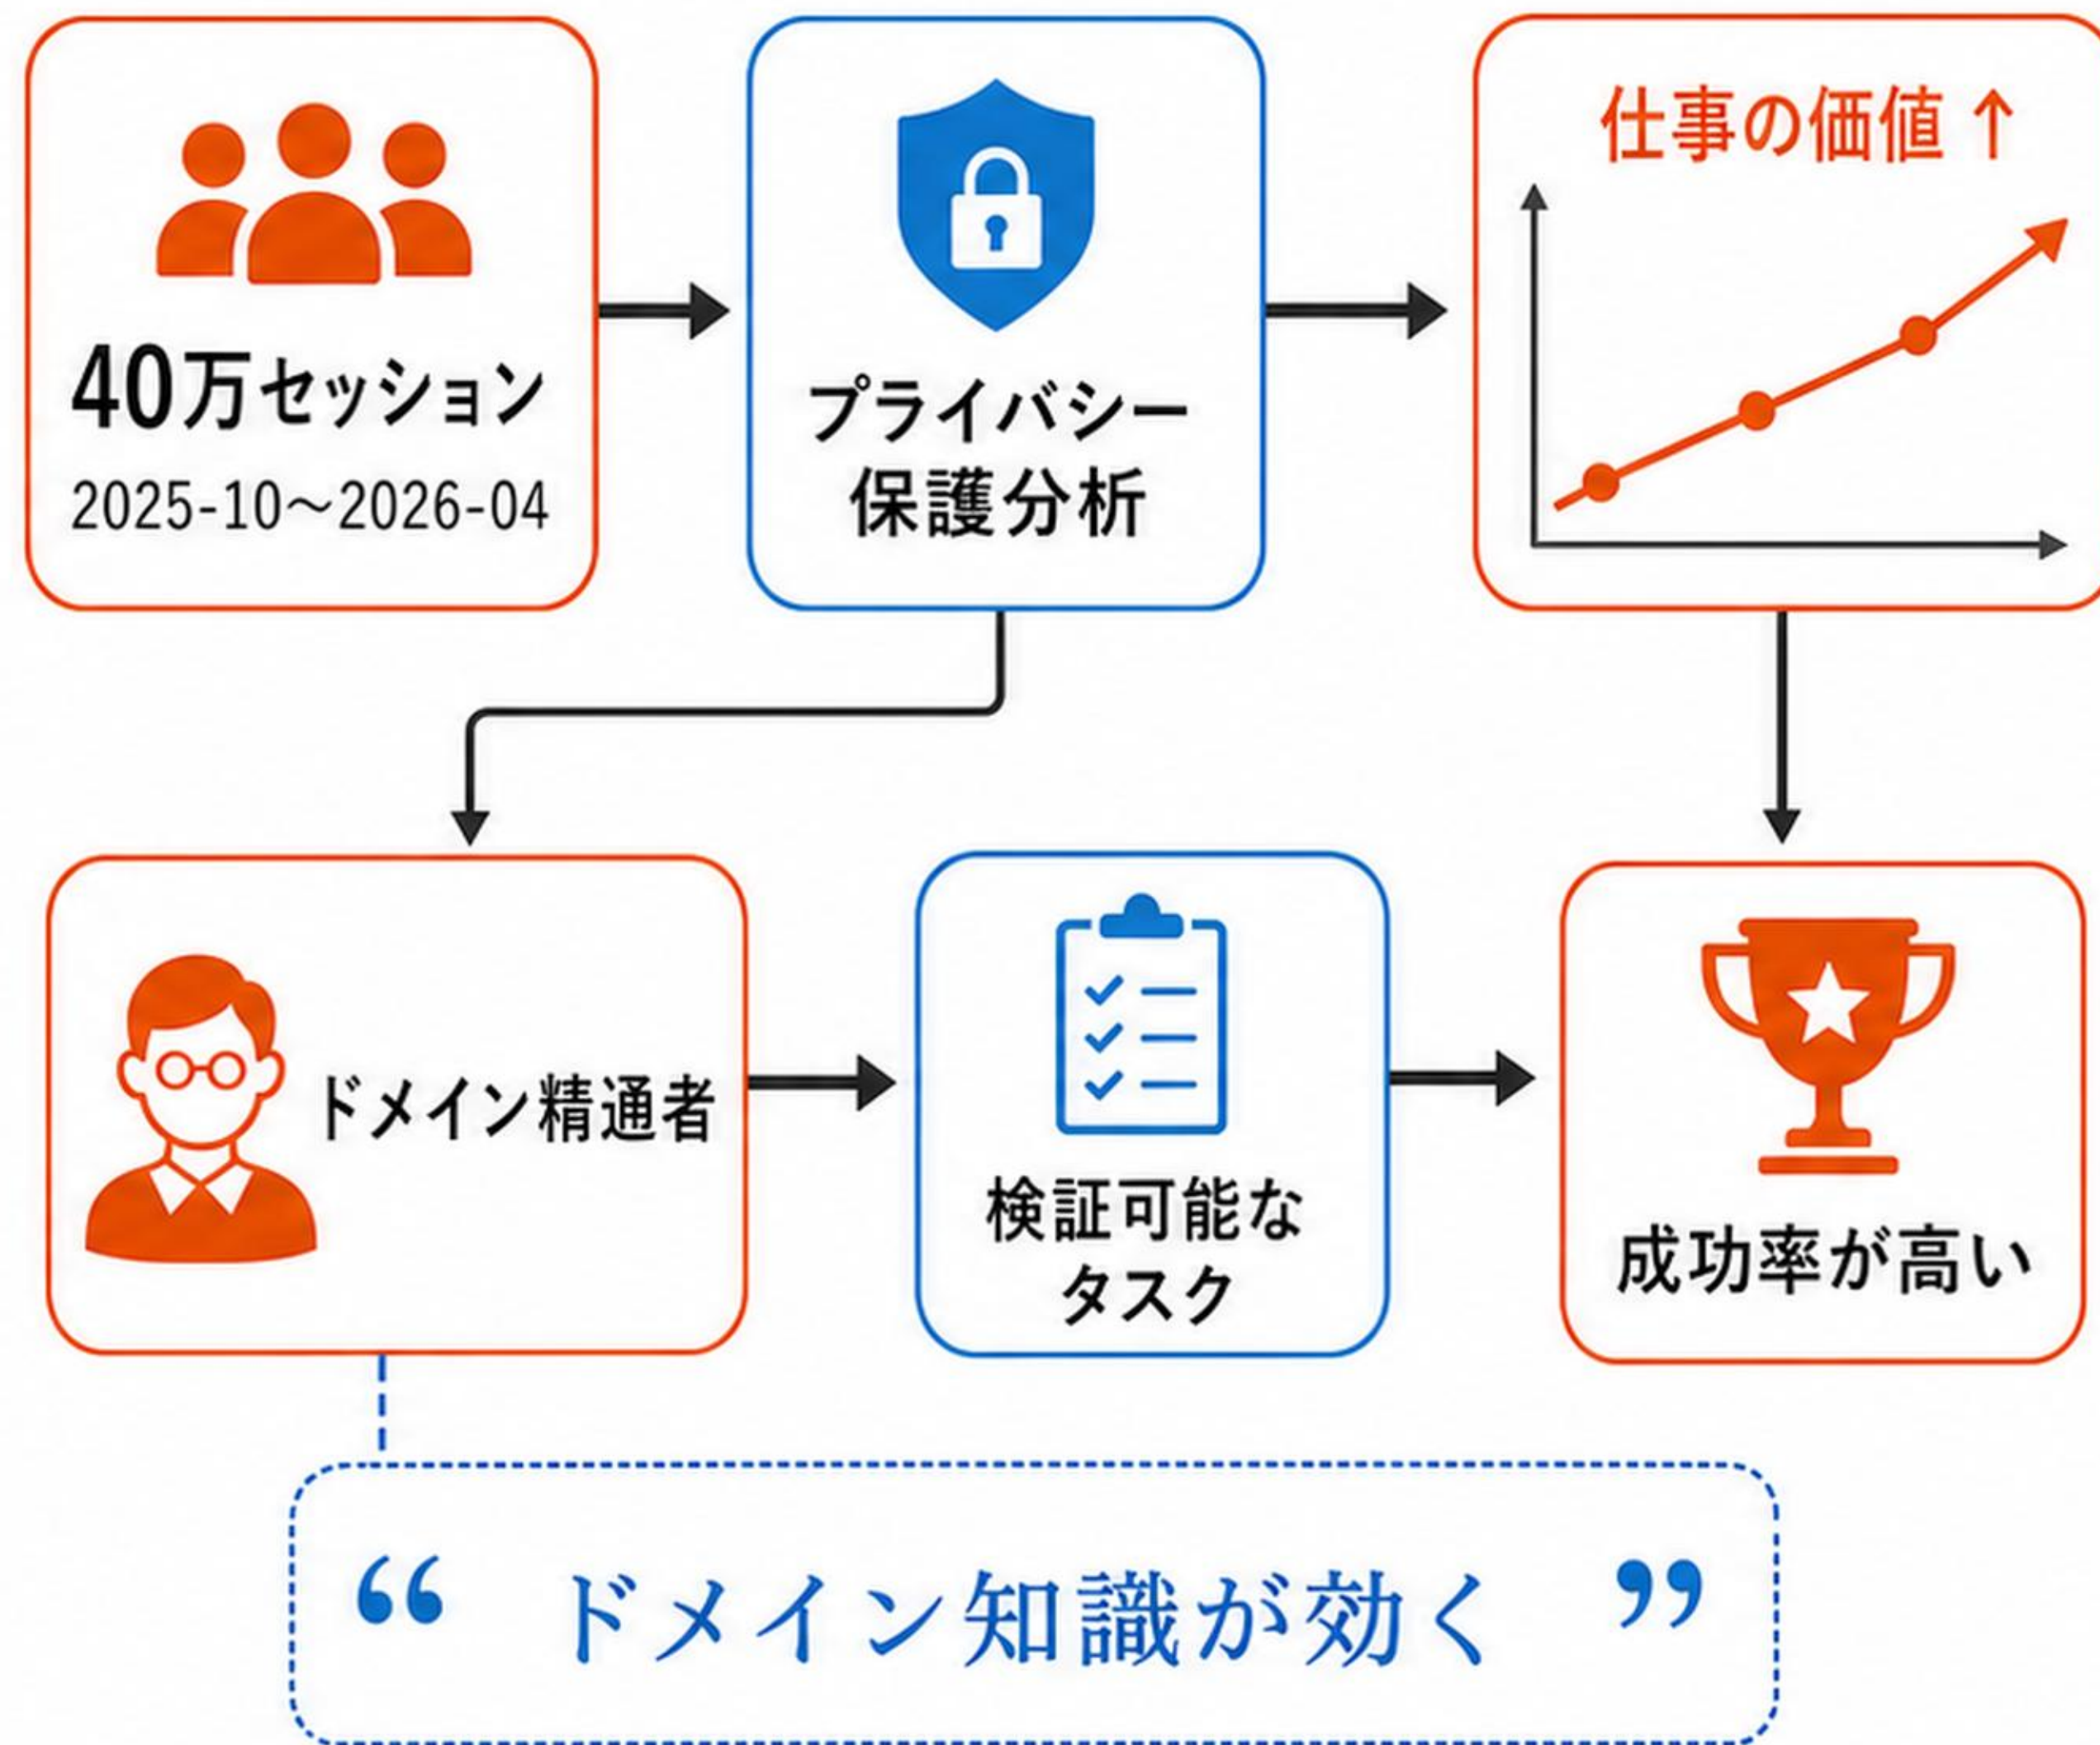 40万セッション
2025-10～2026-04
プライバシー
保護分析
仕事の価値 ↑
ドメイン精通者
検証可能な
タスク
成功率が高い
“ ドメイン知識が効く ”